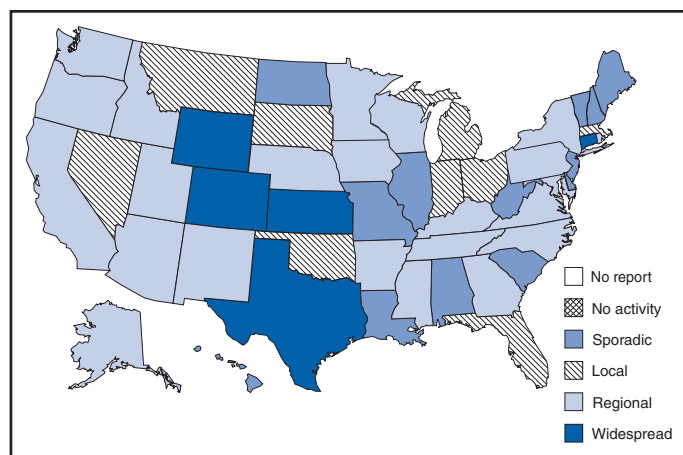 No report
No activity
Sporadic
Local
Regional
Widespread